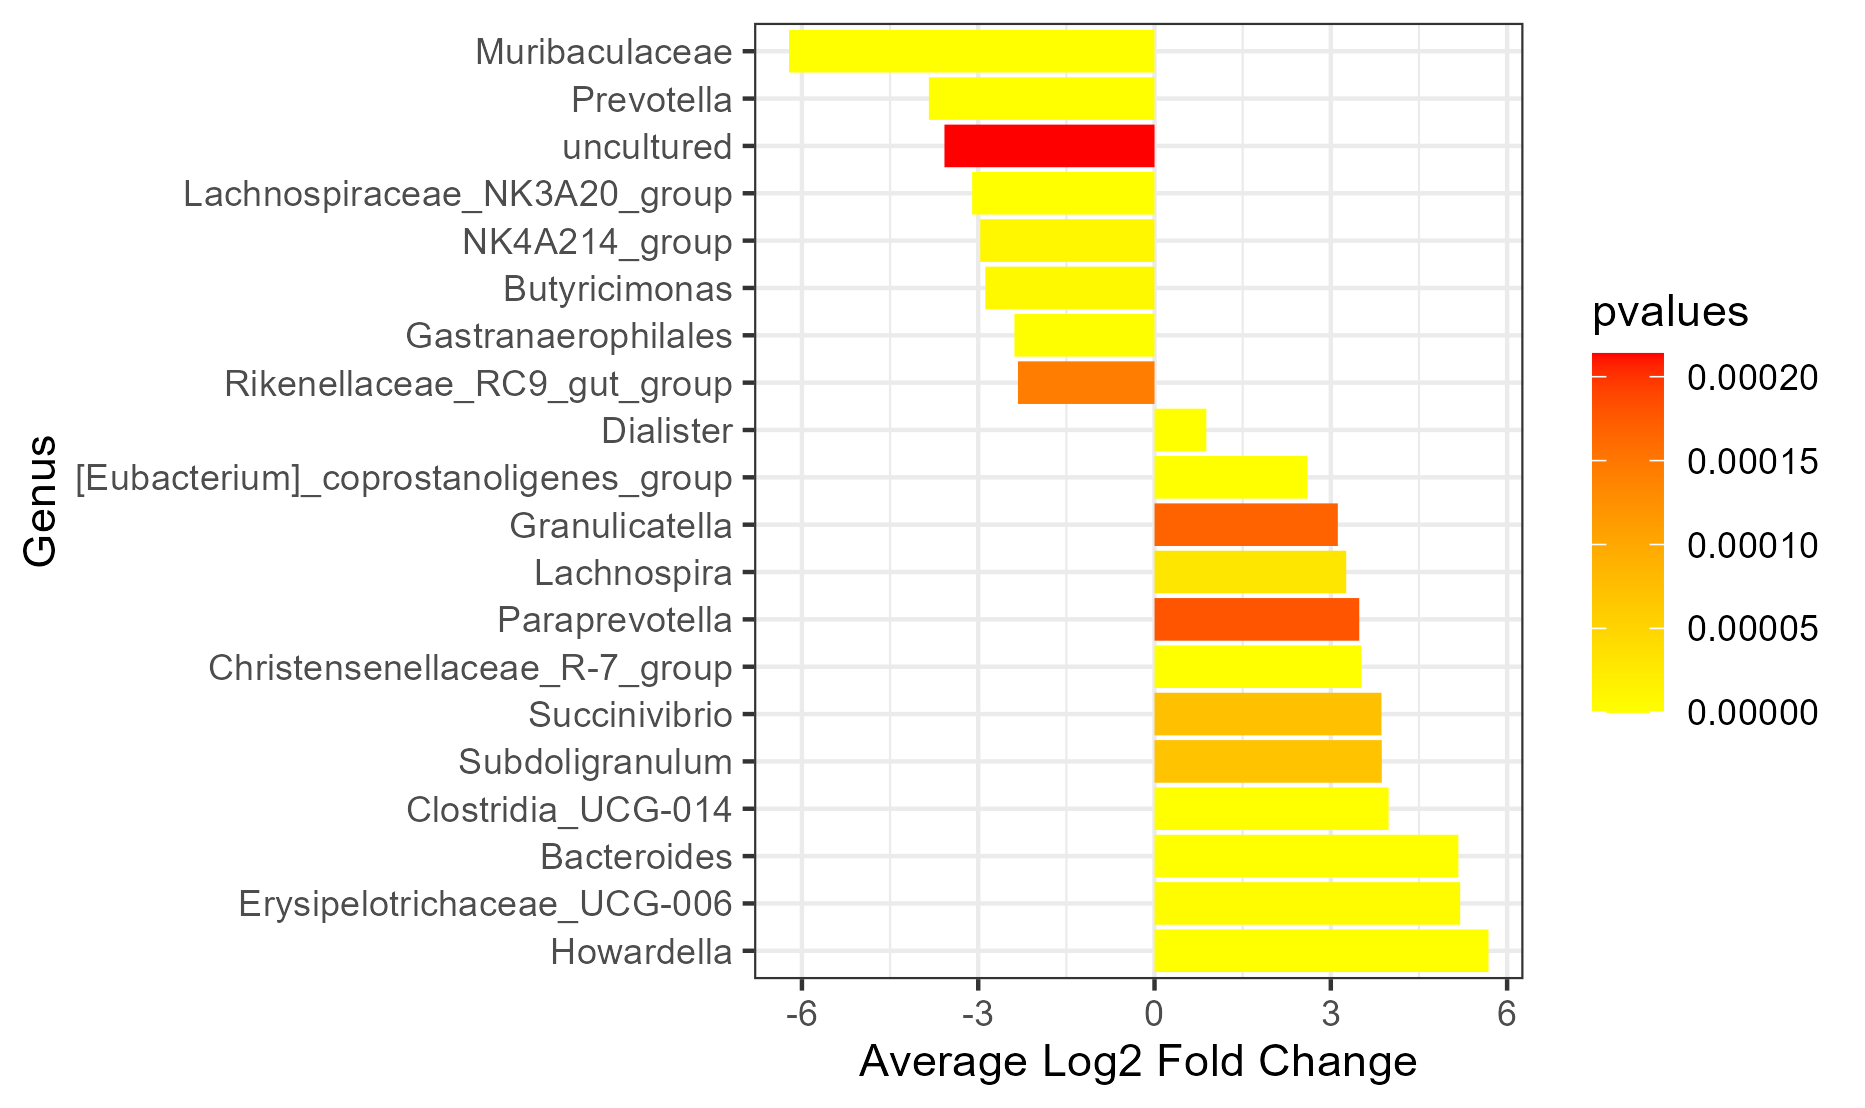 Muribaculaceae
Prevotella
uncultured
Lachnospiraceae_NK3A20_group
NK4A214_group
Butyricimonas
Gastranaerophilales
Rikenellaceae_RC9_gut_group
Dialister
[Eubacterium]_coprostanoligenes_group
Granulicatella
Lachnospira
Paraprevotella
Christensenellaceae_R-7_group
Succinivibrio
Subdoligranulum
Clostridia_UCG-014
Bacteroides
Erysipelotrichaceae_UCG-006
Howardella
Genus
-6 -3 0 3 6
Average Log2 Fold Change
pvalues
0.00020
0.00015
0.00010
0.00005
0.00000